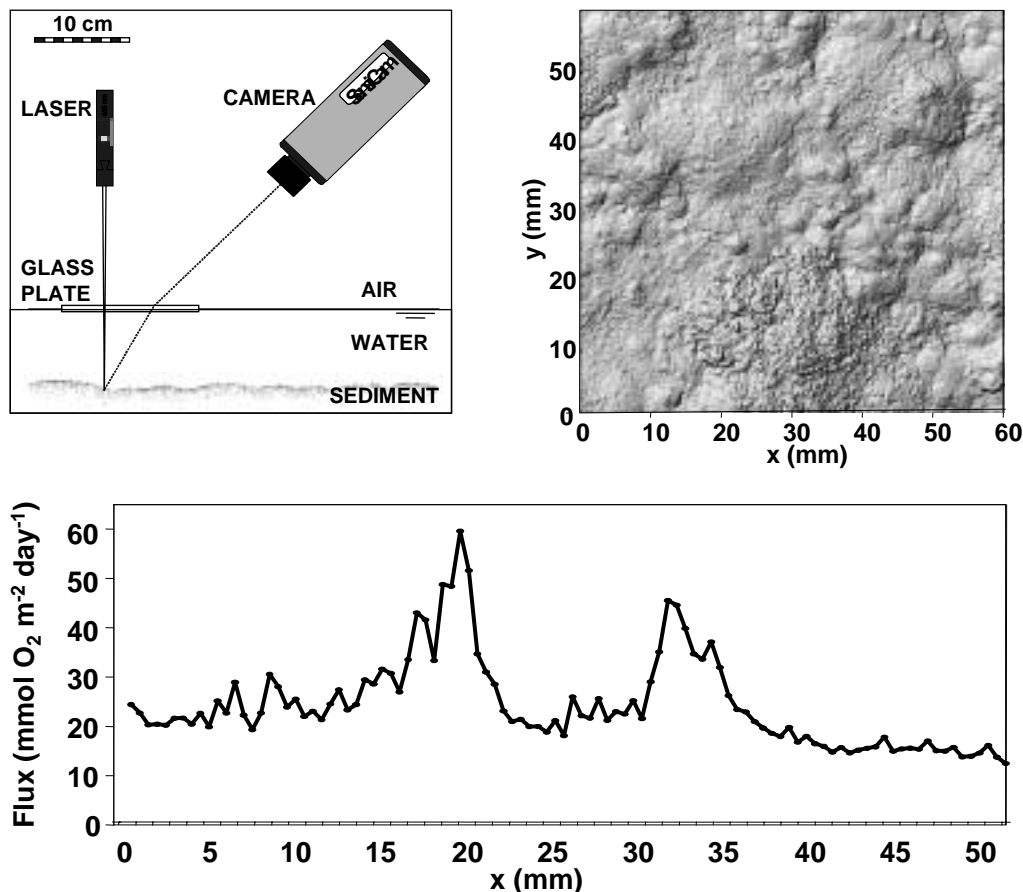 10 cm
LASER
CAMERA
GLASS
PLATE
AIR
WATER
SEDIMENT
50
40
30
20
10
0
y (mm)
0 10 20 30 40 50 60
x (mm)
60
50
40
30
20
10
0
Flux (mmol O₂ m⁻² day⁻¹)
0 5 10 15 20 25 30 35 40 45 50
x (mm)